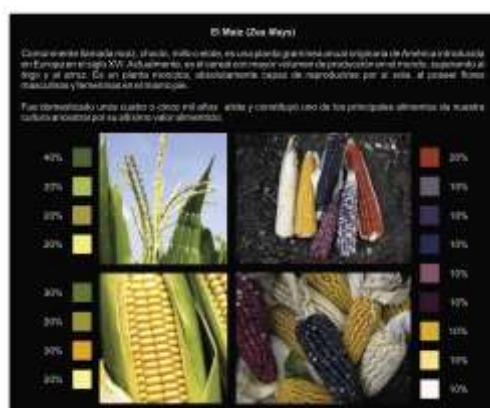 El Maíz (Zea Mays)
Comúnmente llamada maíz, choclo, millo o elote, es una planta gramínea anual originaria de América introducida
en Europa en el siglo XVI. Actualmente, es el cereal con mayor volumen de producción en el mundo, superando al
trigo y al arroz. Es un planta monoica, absolutamente capaz de reproducirse por si sola, al poseer flores
masculinas y femeninas en el mismo pie.
Fue domesticado unos cuatro o cinco mil años atrás y constituyó uno de los principales alimentos de nuestra
cultura ancestral por su altísimo valor alimenticio.
40%
20%
20%
20%
20%
10%
10%
10%
10%
10%
10%
10%
10%
20%
30%
20%